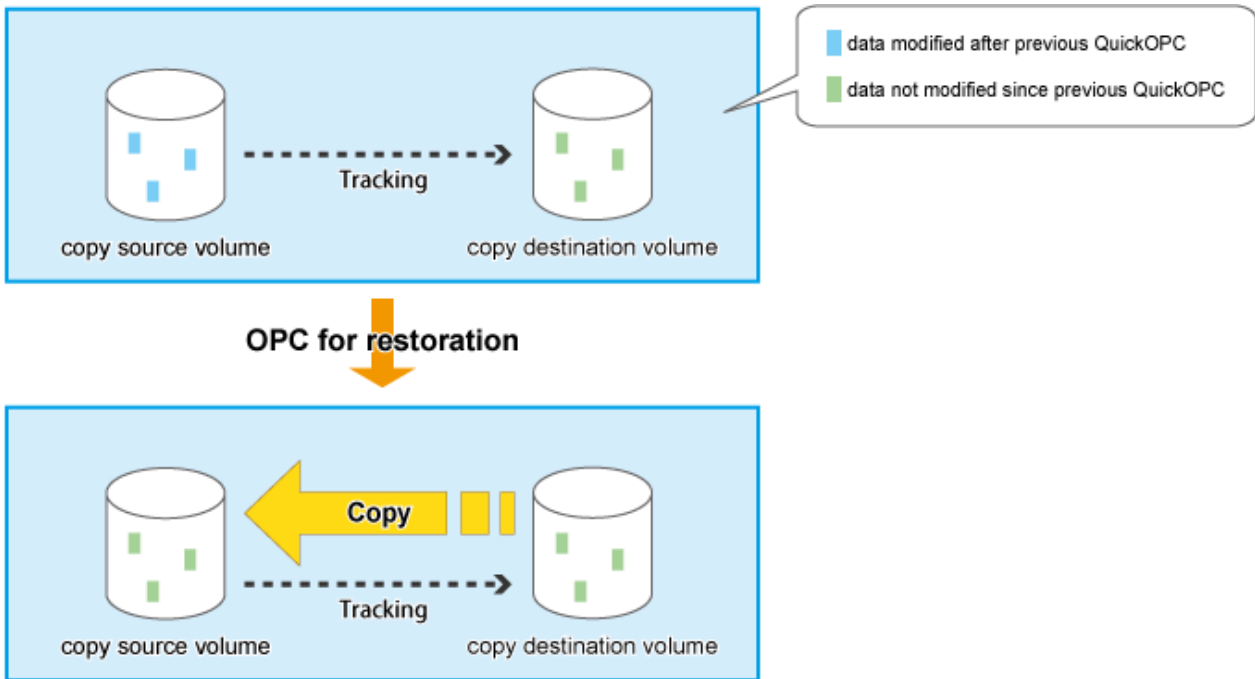 data modified after previous QuickOPC
data not modified since previous QuickOPC
Tracking
copy source volume
copy destination volume
OPC for restoration
Copy
Tracking
copy source volume
copy destination volume